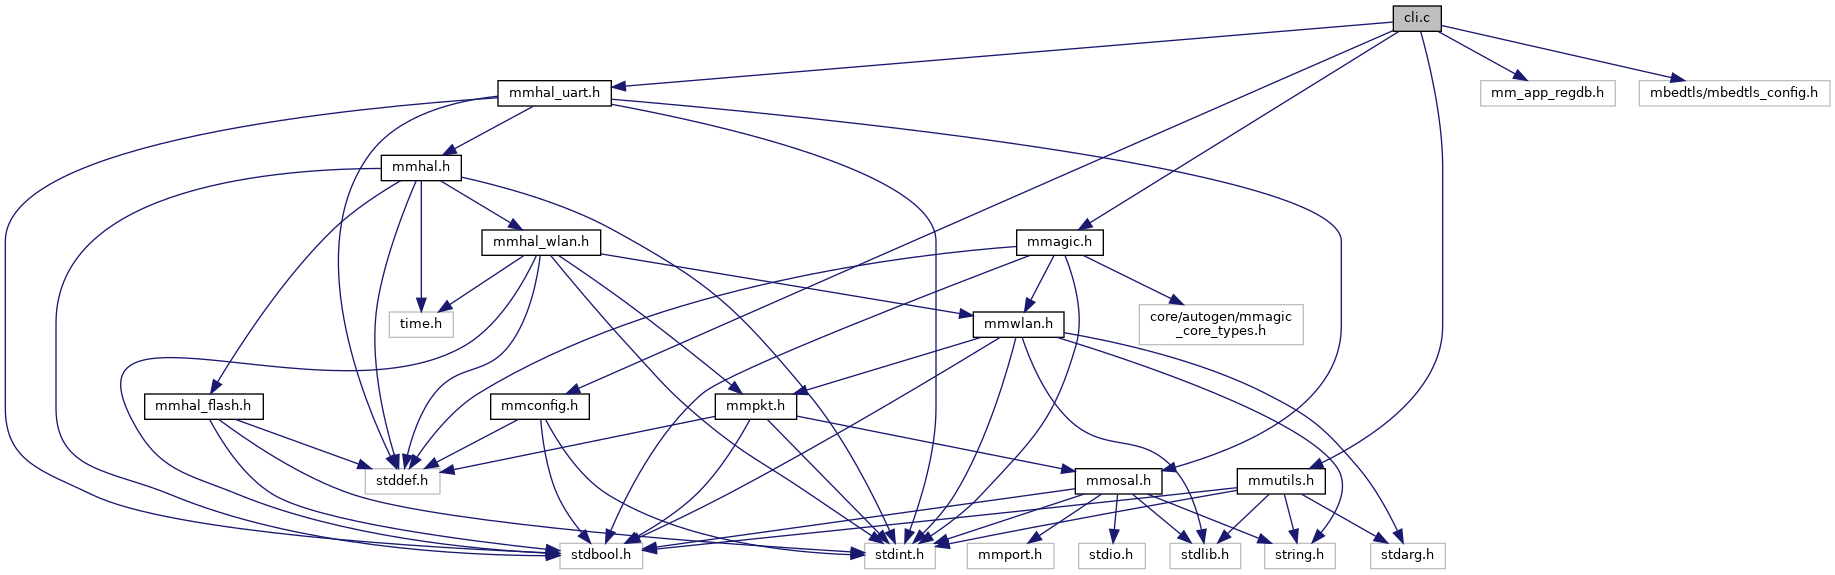 cli.c
mmhal_uart.h
mm_app_regdb.h
mbedtls/mbedtls_config.h
mmhal.h
mmhal_wlan.h
mmagic.h
time.h
mmwlan.h
core/autogen/mmagic
_core_types.h
mmhal_flash.h
mmconfig.h
mmpkt.h
stddef.h
mmosal.h
mmutils.h
stdbool.h
stdint.h
mmport.h
stdio.h
stdlib.h
string.h
stdarg.h